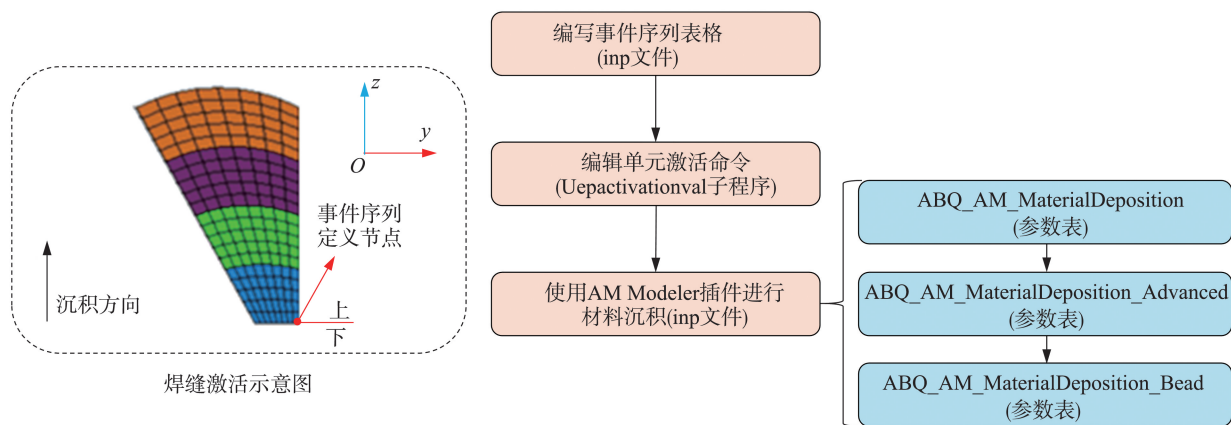 z
y
O
事件序列
定义节点
沉积方向
上
下
焊缝激活示意图
编写事件序列表格
(inp文件)
编辑单元激活命令
(Uepactivationval子程序)
使用AM Modeler插件进行
材料沉积(inp文件)
ABQ_AM_MaterialDeposition
(参数表)
ABQ_AM_MaterialDeposition_Advanced
(参数表)
ABQ_AM_MaterialDeposition_Bead
(参数表)